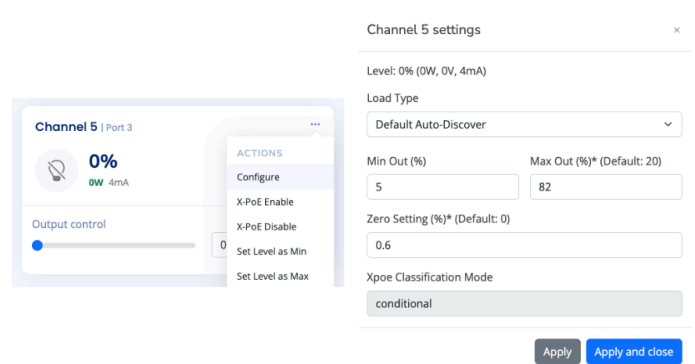 Channel 5 | Port 3
...
0%
0W 4mA
Output control
0
ACTIONS
Configure
X-PoE Enable
X-PoE Disable
Set Level as Min
Set Level as Max
Channel 5 settings
×
Level: 0% (0W, 0V, 4mA)
Load Type
Default Auto-Discover
Min Out (%) Max Out (%)* (Default: 20)
5 82
Zero Setting (%)* (Default: 0)
0.6
Xpoe Classification Mode
conditional
Apply Apply and close